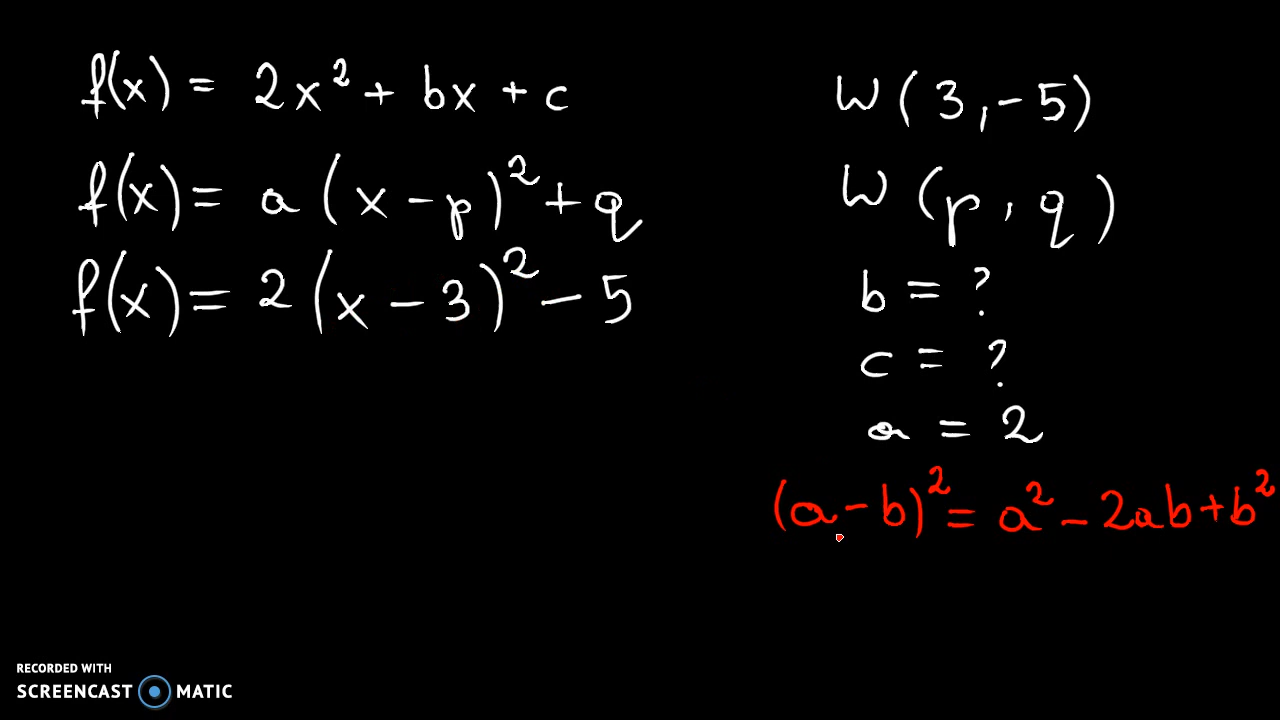 f(x) = 2x² + bx + c
f(x) = a(x - p)² + q
f(x) = 2(x - 3)² - 5
W(3, -5)
W(p, q)
b = ?
c = ?
a = 2
(a - b)² = a² - 2ab + b²
RECORDED WITH
SCREENCAST MATIC